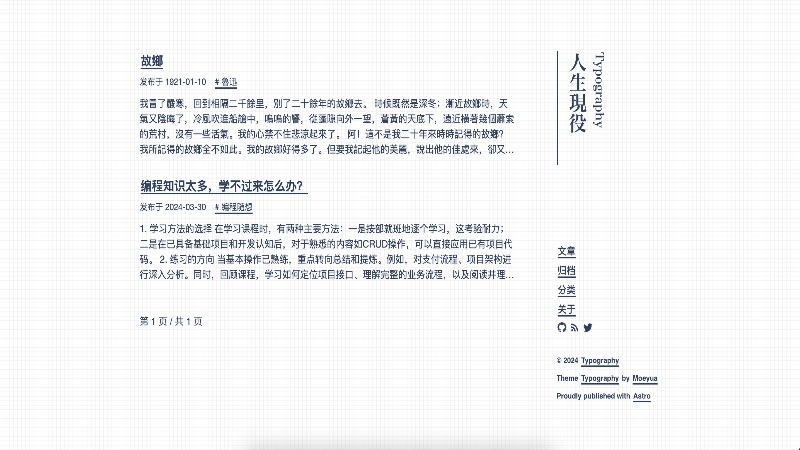 故鄉
发布于 1921-01-10 # 魯迅
我冒了嚴寒，回到相隔二千餘里，別了二十餘年的故鄉去。 時候既然是深冬；漸近故鄉時，天
氣又陰晦了，冷風吹進船艙中，嗚嗚的響，從蓬隙向外一望，蒼黃的天底下，遠近橫著幾個蕭索
的荒村，沒有一些活氣。我的心禁不住悲涼起來了。 阿！這不是我二十年來時時記得的故鄉？
我所記得的故鄉全不如此。我的故鄉好得多了。但要我記起他的美麗，說出他的佳處來，卻又…
编程知识太多，学不过来怎么办？
发布于 2024-03-30 # 编程随想
1. 学习方法的选择 在学习课程时，有两种主要方法：一是按部就班地逐个学习，这考验耐力；
二是在已具备基础项目和开发认知后，对于熟悉的内容如CRUD操作，可以直接应用已有项目代
码。 2. 练习的方向 当基本操作已熟练，重点转向总结和提炼。例如，对支付流程、项目架构进
行深入分析。同时，回顾课程，学习如何定位项目接口、理解完整的业务流程，以及阅读并理…
第 1 页 / 共 1 页
Typography
人生現役
文章
归档
分类
关于
© 2024 Typography
Theme Typography by Moeyua
Proudly published with Astro